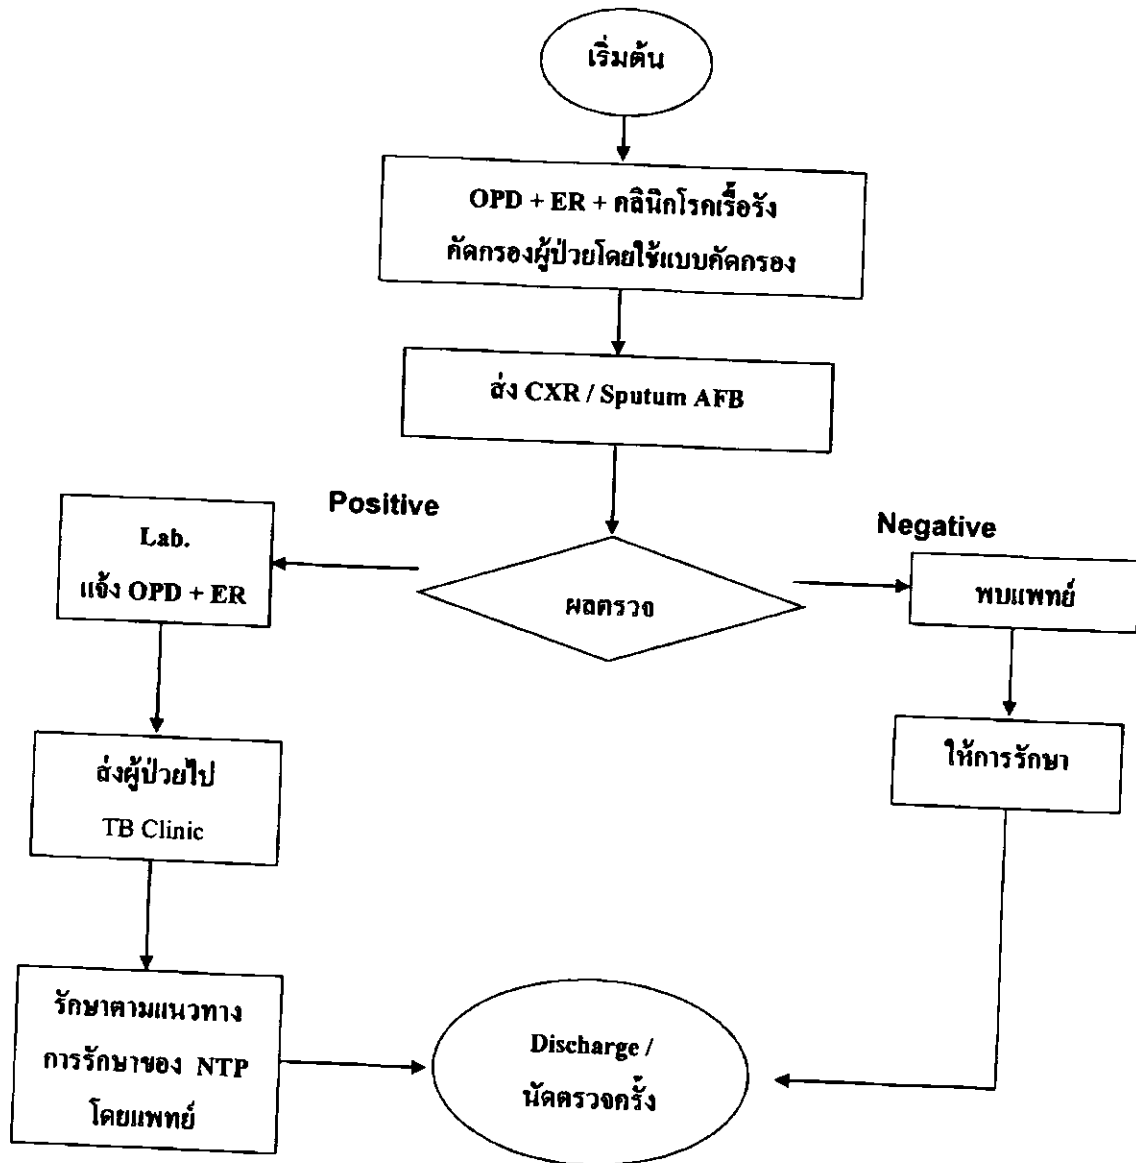 เริ่มต้น
OPD + ER + คลินิกโรคเรื้อรัง
คัดกรองผู้ป่วยโดยใช้แบบคัดกรอง
ส่ง CXR / Sputum AFB
Positive
Negative
Lab.
แจ้ง OPD + ER
ผลตรวจ
พบแพทย์
ส่งผู้ป่วยไป
TB Clinic
ให้การรักษา
รักษาตามแนวทาง
การรักษาของ NTP
โดยแพทย์
Discharge /
นัดตรวจครั้ง